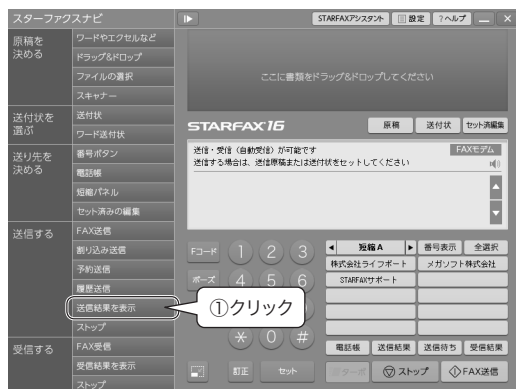 スターファクスナビ
STARFAXアシスタント
設定
?ヘルプ
原稿を
決める
ワードやエクセルなど
ドラッグ&ドロップ
ファイルの選択
スキャナー
送付状を
選ぶ
送付状
ワード送付状
送り先を
決める
番号ボタン
電話帳
短縮パネル
セット済みの編集
送信する
FAX送信
割り込み送信
予約送信
履歴送信
送信結果を表示
ストップ
受信する
FAX受信
受信結果を表示
ストップ
ここに書類をドラッグ&ドロップしてください
STARFAX'16
原稿
送付状
セット済編集
送信・受信(自動受信)が可能です
送信する場合は、送信原稿または送付状をセットしてください
FAXモデム
Fコード
1 2 3
ポーズ
4 5 6
①クリック
* 0 #
訂正
セット
短縮 A
番号表示
全選択
株式会社ライフボート
メガソフト株式会社
STARFAXサポート
電話帳
送信結果
送信待ち
受信結果
ターボ
ストップ
FAX送信